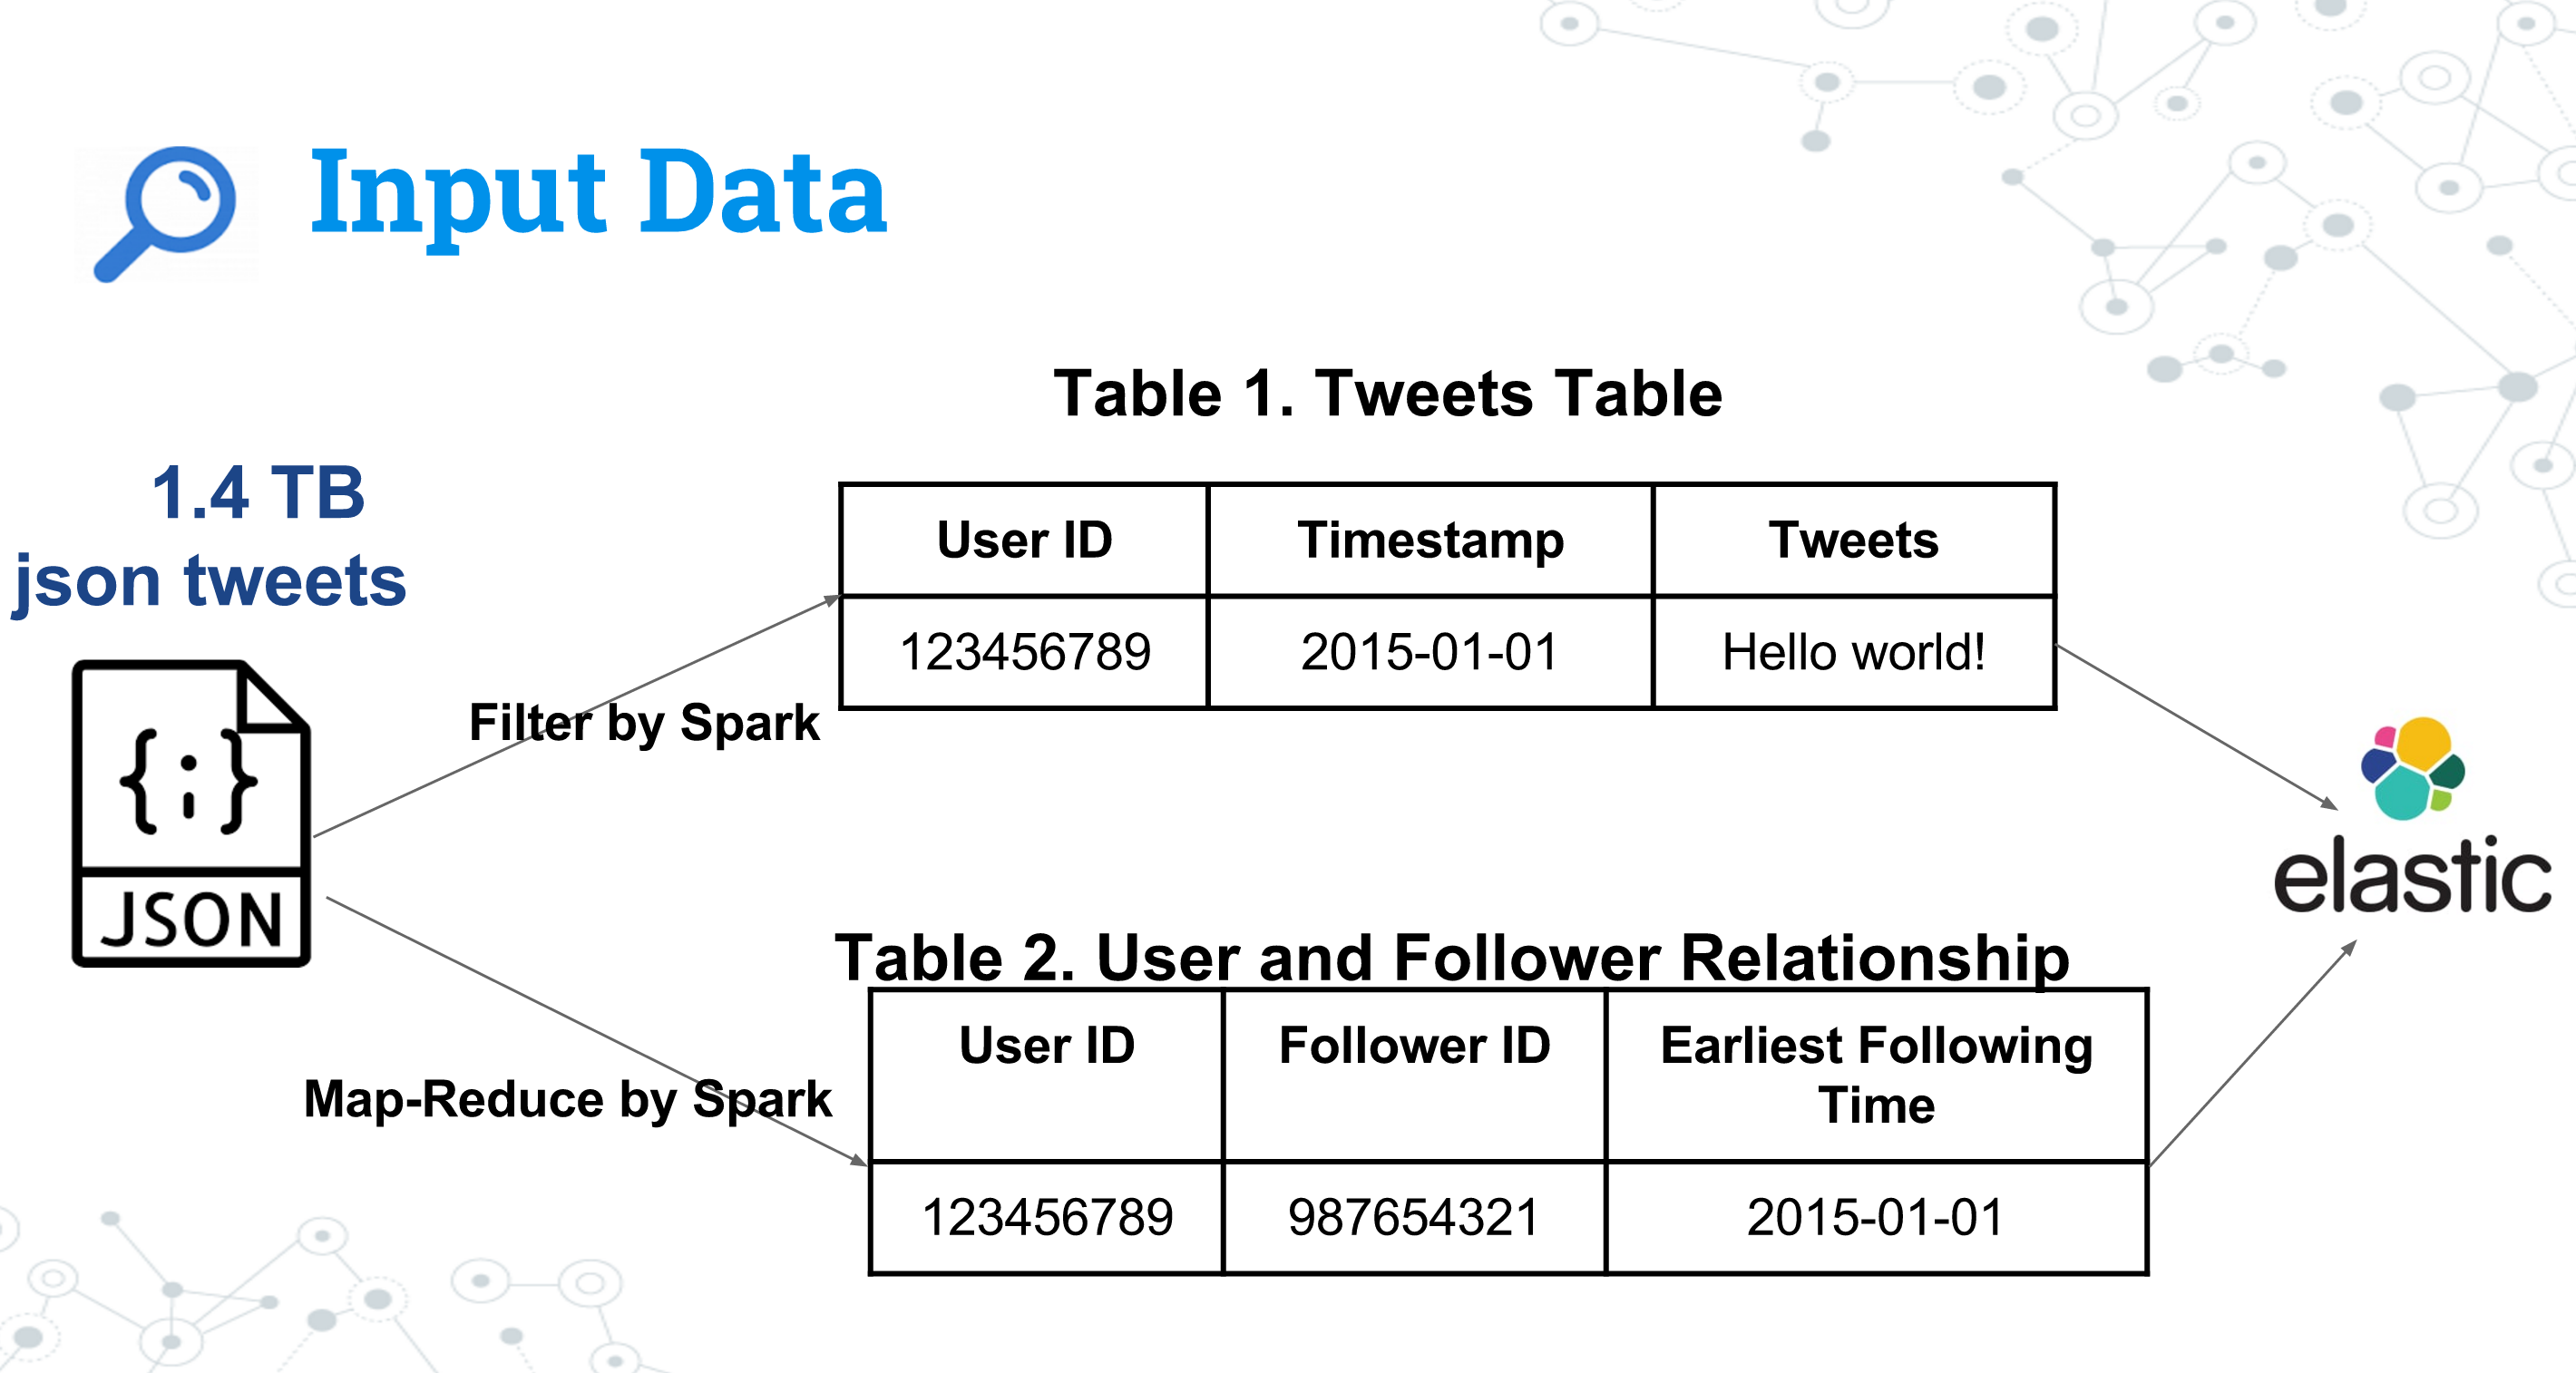 Input Data
1.4 TB
json tweets
{;}
JSON
Filter by Spark
Map-Reduce by Spark
Table 1. Tweets Table
User ID Timestamp Tweets
123456789 2015-01-01 Hello world!
Table 2. User and Follower Relationship
User ID Follower ID Earliest Following
Time
123456789 987654321 2015-01-01
elastic